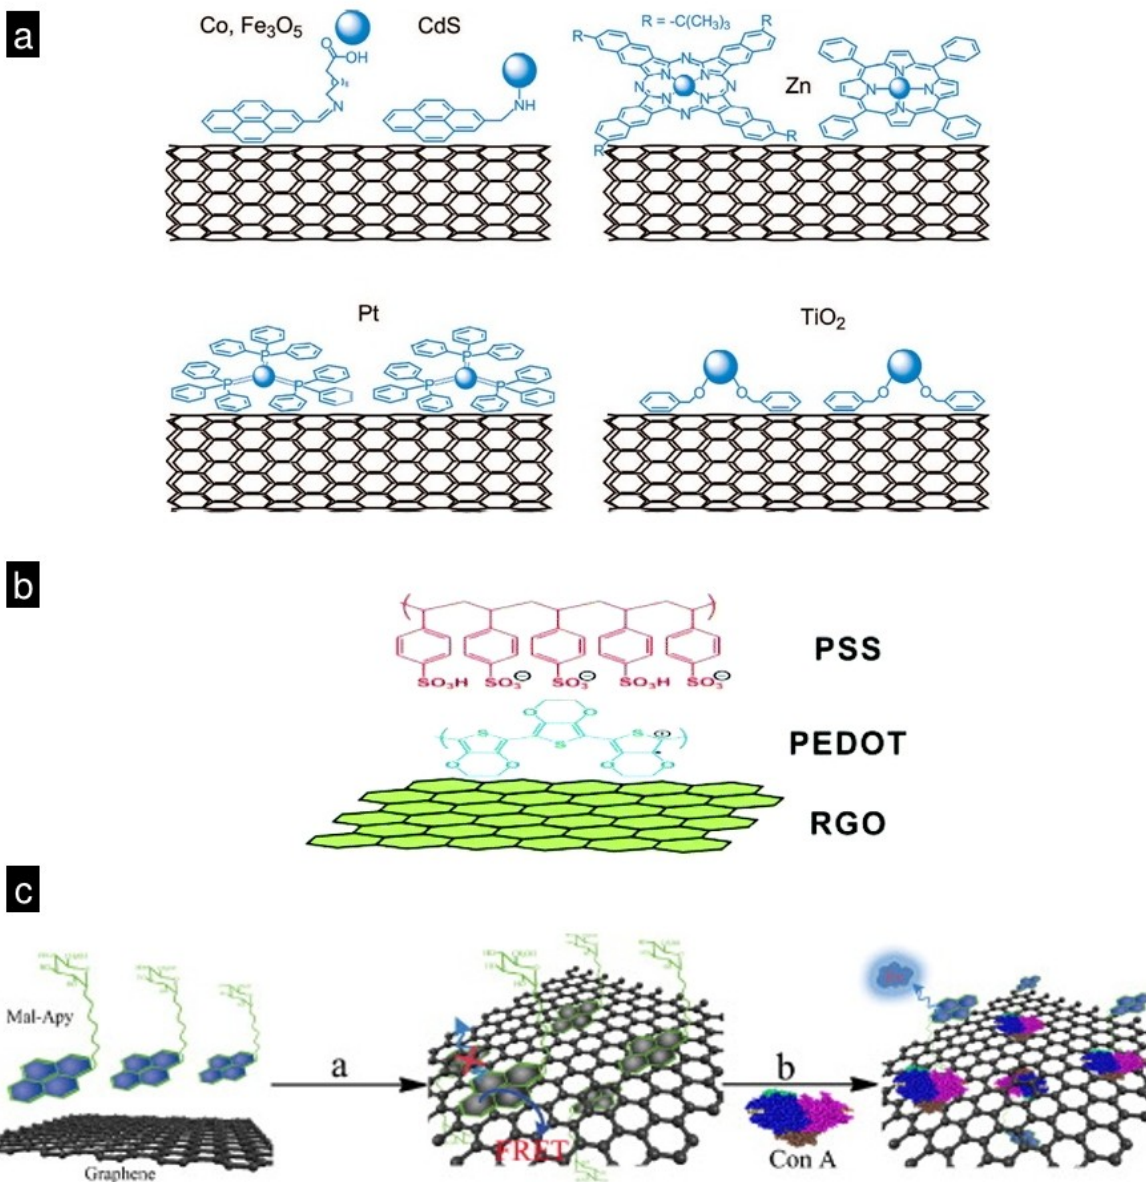 a
Co, Fe₃O₅
CdS
R = -C(CH₃)₃
R
R
Zn
O
OH
)₆
N
NH
N
N
N
N
N
N
N
N
N
N
N
N
R
R
Pt
TiO₂
P
P
P
P
P
P
O
O
O
O
b
PSS
SO₃H
SO₃⊖
SO₃⊖
SO₃H
SO₃⊖
O
O
S
S
⊕
PEDOT
S
O
O
O
O
RGO
c
Mal-Apy
a
b
FRET
Con A
Graphene